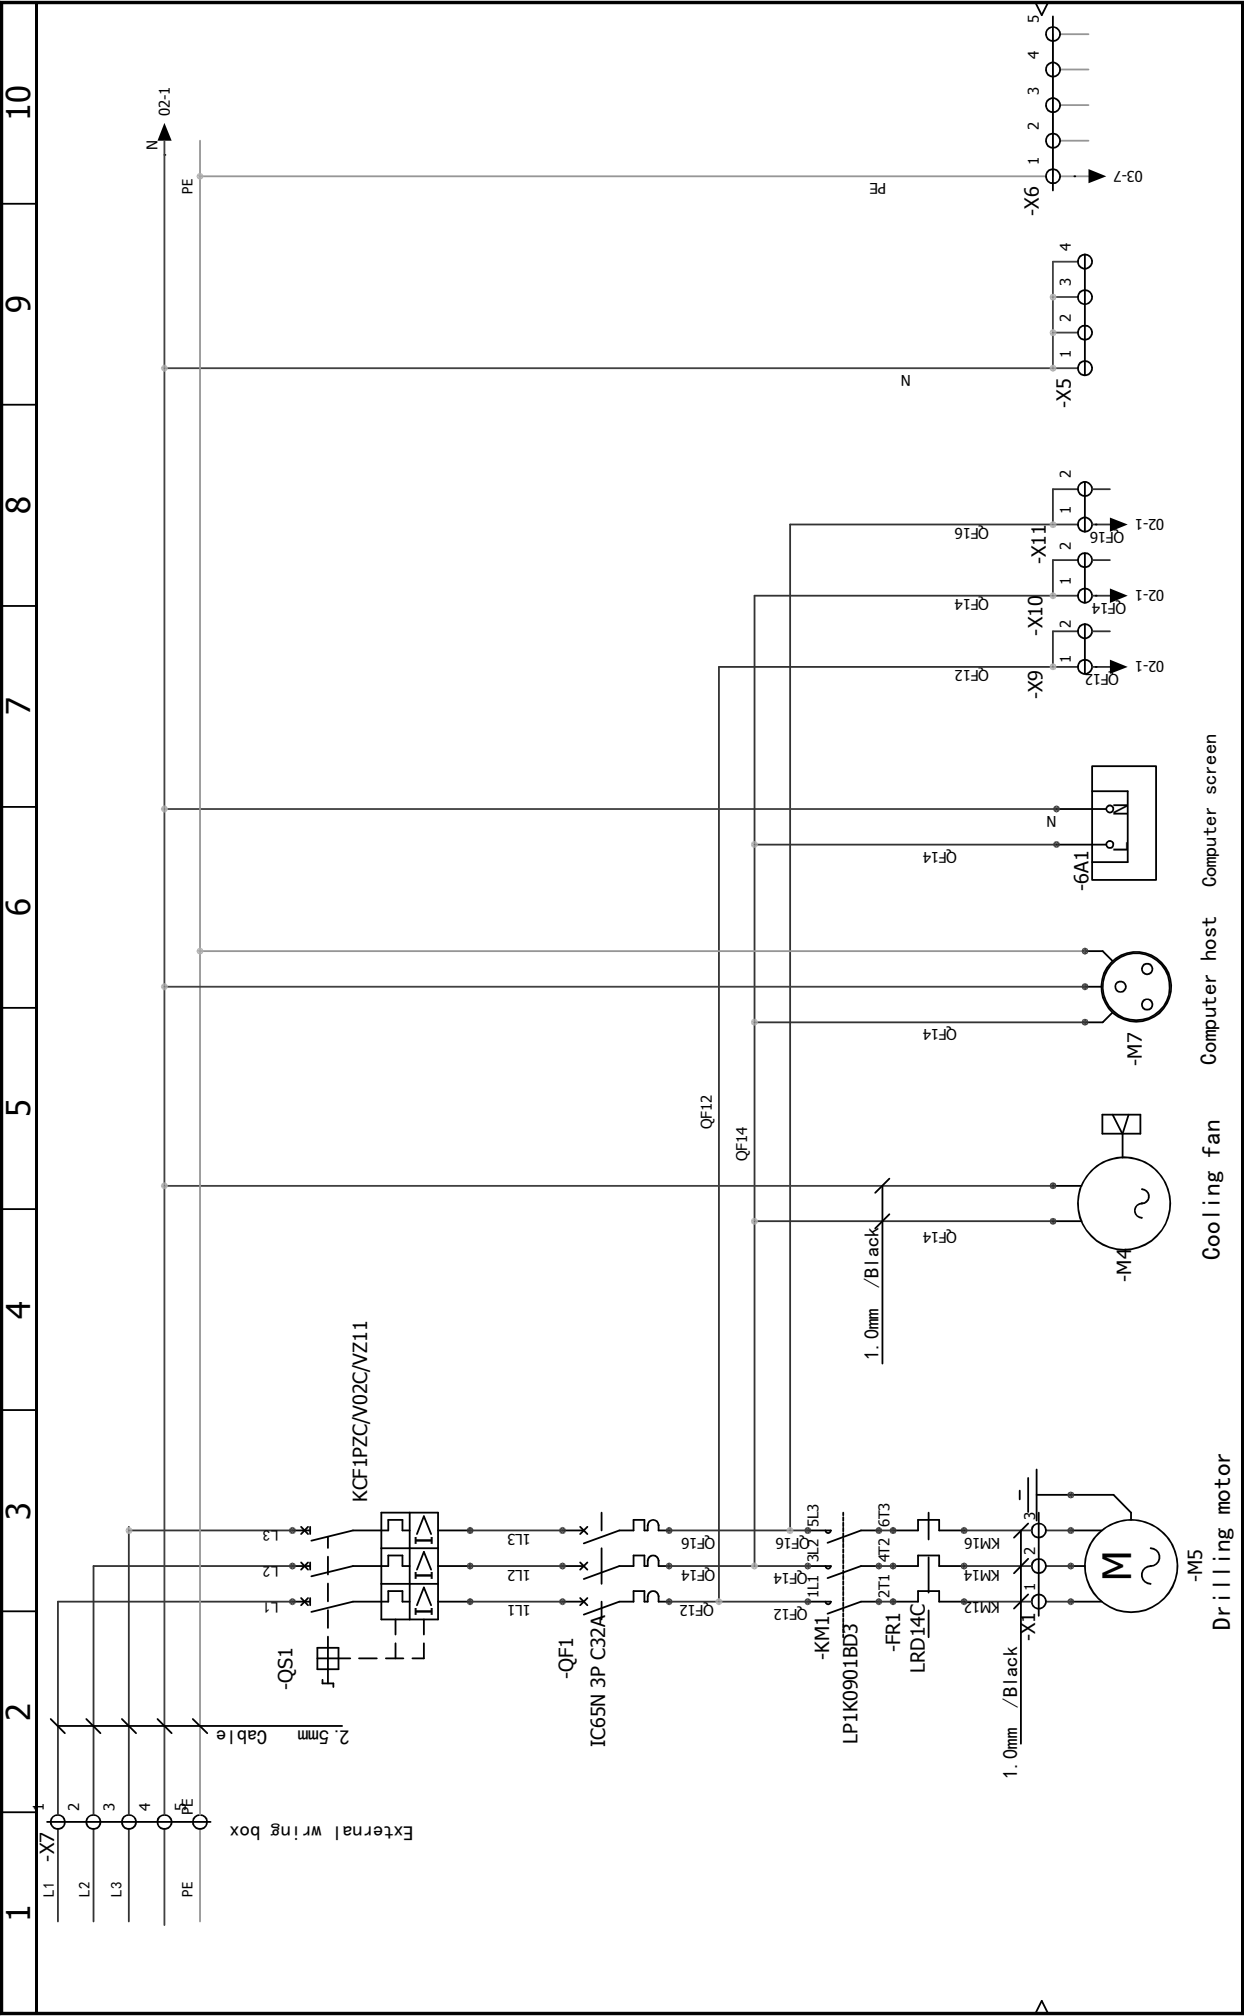 1
2
3
4
5
6
7
8
9
10
L1
L2
L3
PE
-X7
1
2
3
4
5
PE
External wring box
2.5mm Cable
-QS1
KCF1PZC/V02C/VZ11
L1
L2
L3
I>
I>
I>
1L1
1L2
1L3
-QF1
IC65N 3P C32A
QF12
QF14
QF16
QF12
QF14
QF16
-KM1
LP1K0901BD3
1L1
3L2
5L3
2T1
4T2
6T3
-FR1
LRD14C
KM12
KM14
KM16
-X1
1
2
3
1.0mm /Black
M
-M5
Drilling motor
QF12
QF14
1.0mm /Black
QF14
-M4
Cooling fan
QF14
-M7
Computer host
QF14
N
-6A1
L
N
Computer screen
QF12
-X9
1
2
QF12
02-1
QF14
-X10
1
2
QF14
02-1
QF16
-X11
1
2
QF16
02-1
N
-X5
1
2
3
4
N
02-1
PE
PE
-X6
1
2
3
4
5
03-7